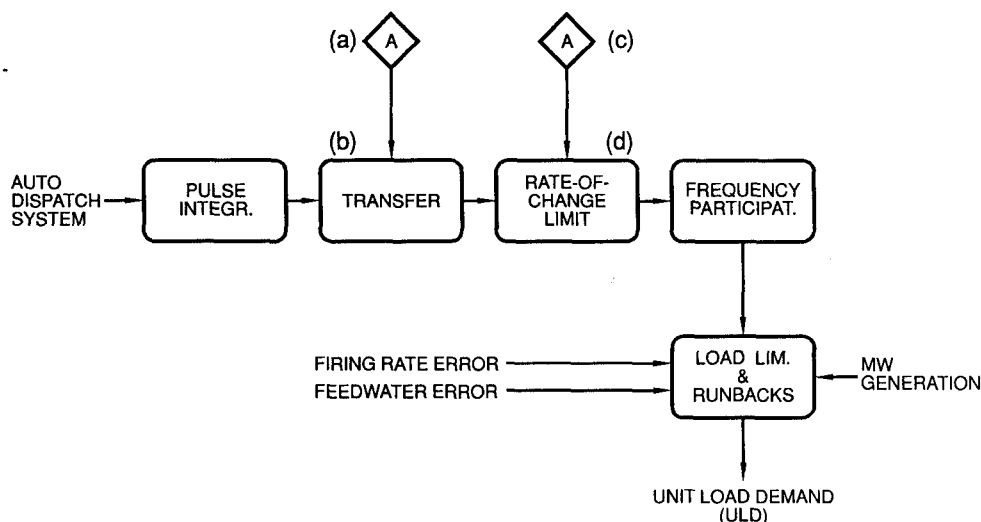 (a) A
A (c)
(b)
(d)
AUTO
DISPATCH
SYSTEM
PULSE
INTEGR.
TRANSFER
RATE-OF-
CHANGE
LIMIT
FREQUENCY
PARTICIPAT.
FIRING RATE ERROR
FEEDWATER ERROR
LOAD LIM.
&
RUNBACKS
MW
GENERATION
UNIT LOAD DEMAND
(ULD)